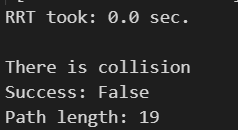 RRT took: 0.0 sec.
There is collision
Success: False
Path length: 19